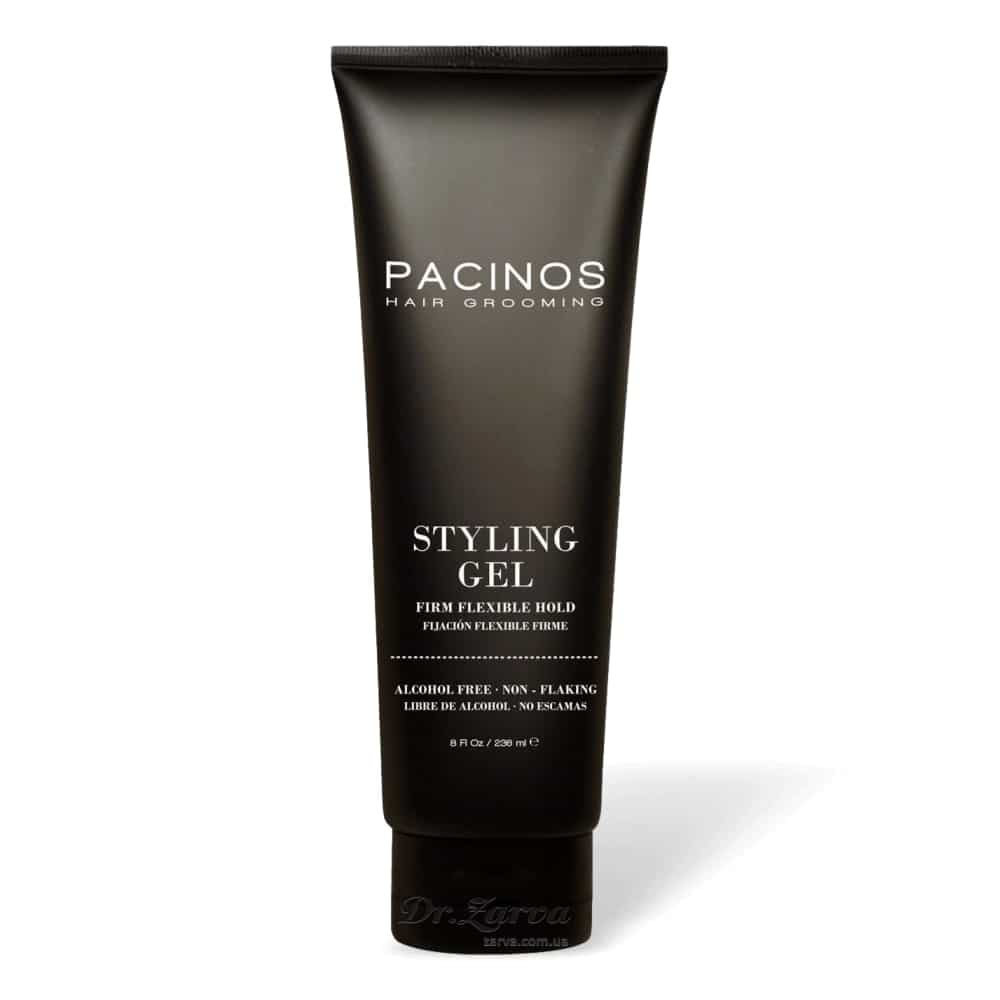 PACINOS
HAIR GROOMING
STYLING
GEL
FIRM FLEXIBLE HOLD
FIJACIÓN FLEXIBLE FIRME
ALCOHOL FREE · NON - FLAKING
LIBRE DE ALCOHOL · NO ESCAMAS
8 Fl Oz / 236 ml ℮
Dr.Zarva
zarva.com.ua